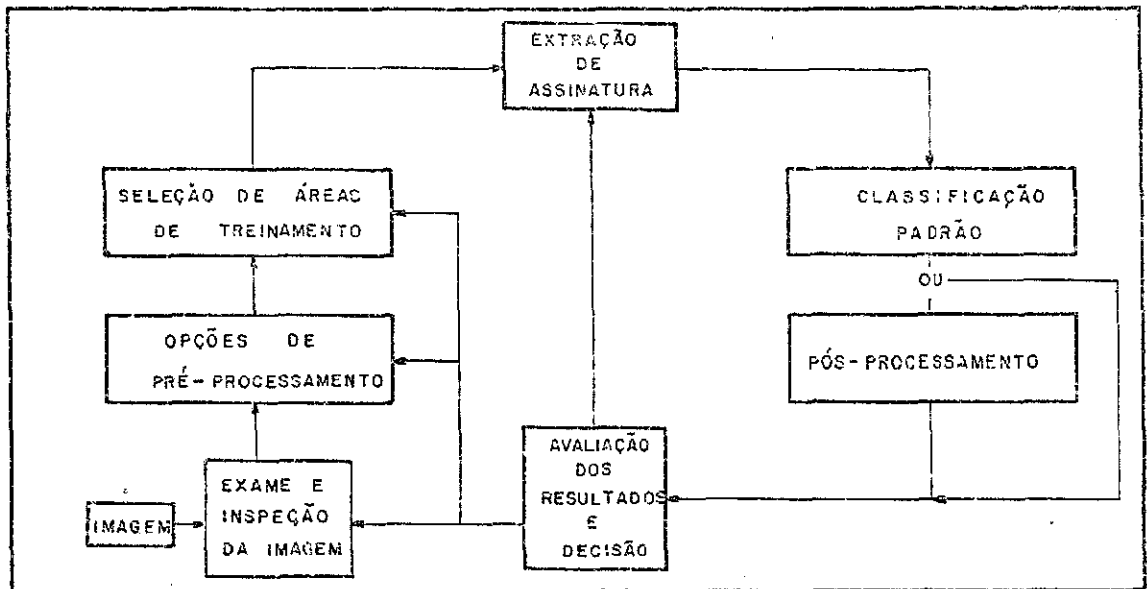 EXTRAÇÃO
DE
ASSINATURA
SELEÇÃO DE ÁREAS
DE TREINAMENTO
CLASSIFICAÇÃO
PADRÃO
OU
OPÇÕES DE
PRÉ-PROCESSAMENTO
PÓS-PROCESSAMENTO
AVALIAÇÃO
DOS
RESULTADOS
E
DECISÃO
EXAME E
INSPEÇÃO
DA IMAGEM
IMAGEM